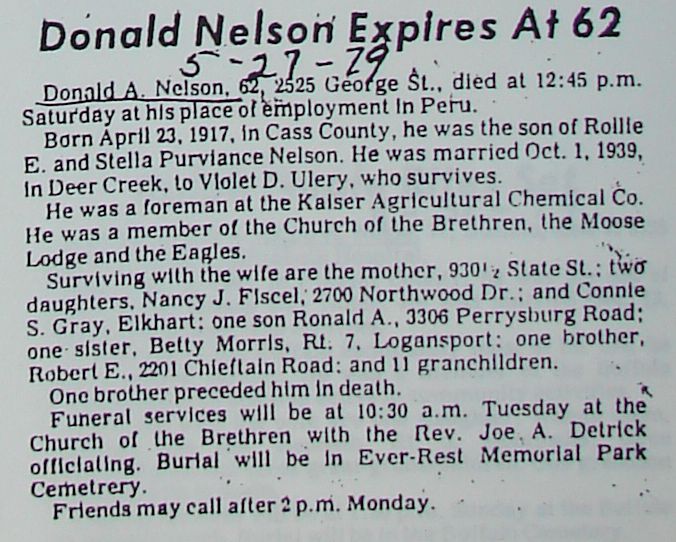 Donald Nelson Expires At 62
5-27-79
Donald A. Nelson, 62, 2525 George St., died at 12:45 p.m.
Saturday at his place of employment in Peru.
Born April 23, 1917, in Cass County, he was the son of Rollie
E. and Stella Purviance Nelson. He was married Oct. 1, 1939,
in Deer Creek, to Violet D. Ulery, who survives.
He was a foreman at the Kaiser Agricultural Chemical Co.
He was a member of the Church of the Brethren, the Moose
Lodge and the Eagles.
Surviving with the wife are the mother, 930½ State St.; two
daughters, Nancy J. Fiscel, 2700 Northwood Dr.; and Connie
S. Gray, Elkhart; one son Ronald A., 3306 Perrysburg Road;
one sister, Betty Morris, Rt. 7, Logansport; one brother,
Robert E., 2201 Chieftain Road; and 11 granchildren.
One brother preceded him in death.
Funeral services will be at 10:30 a.m. Tuesday at the
Church of the Brethren with the Rev. Joe A. Detrick
officiating. Burial will be in Ever-Rest Memorial Park
Cemetrery.
Friends may call after 2 p.m. Monday.